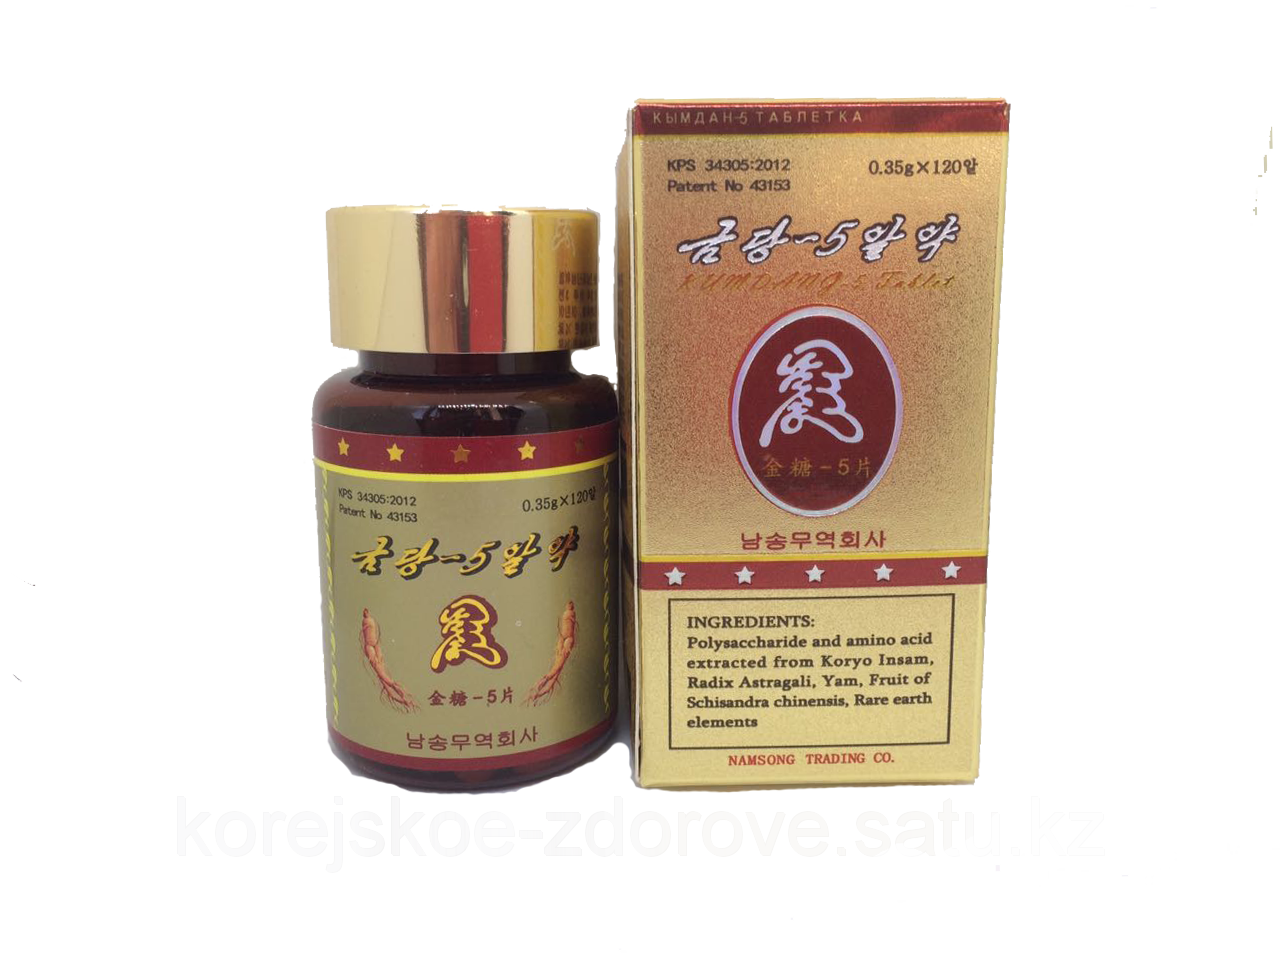 КЫМДАН-5 ТАБЛЕТКА
KPS 34305:2012
Patent No 43153
0.35g×120알
금당-5알약
KUMDANG-5 Tablet
金糖-5片
남송무역회사
INGREDIENTS:
Polysaccharide and amino acid
extracted from Koryo Insam,
Radix Astragali, Yam, Fruit of
Schisandra chinensis, Rare earth
elements
NAMSONG TRADING CO.
KPS 34305:2012
Patent No 43153
0.35g×120알
금당-5알약
金糖-5片
남송무역회사
korejskoe-zdorove.satu.kz